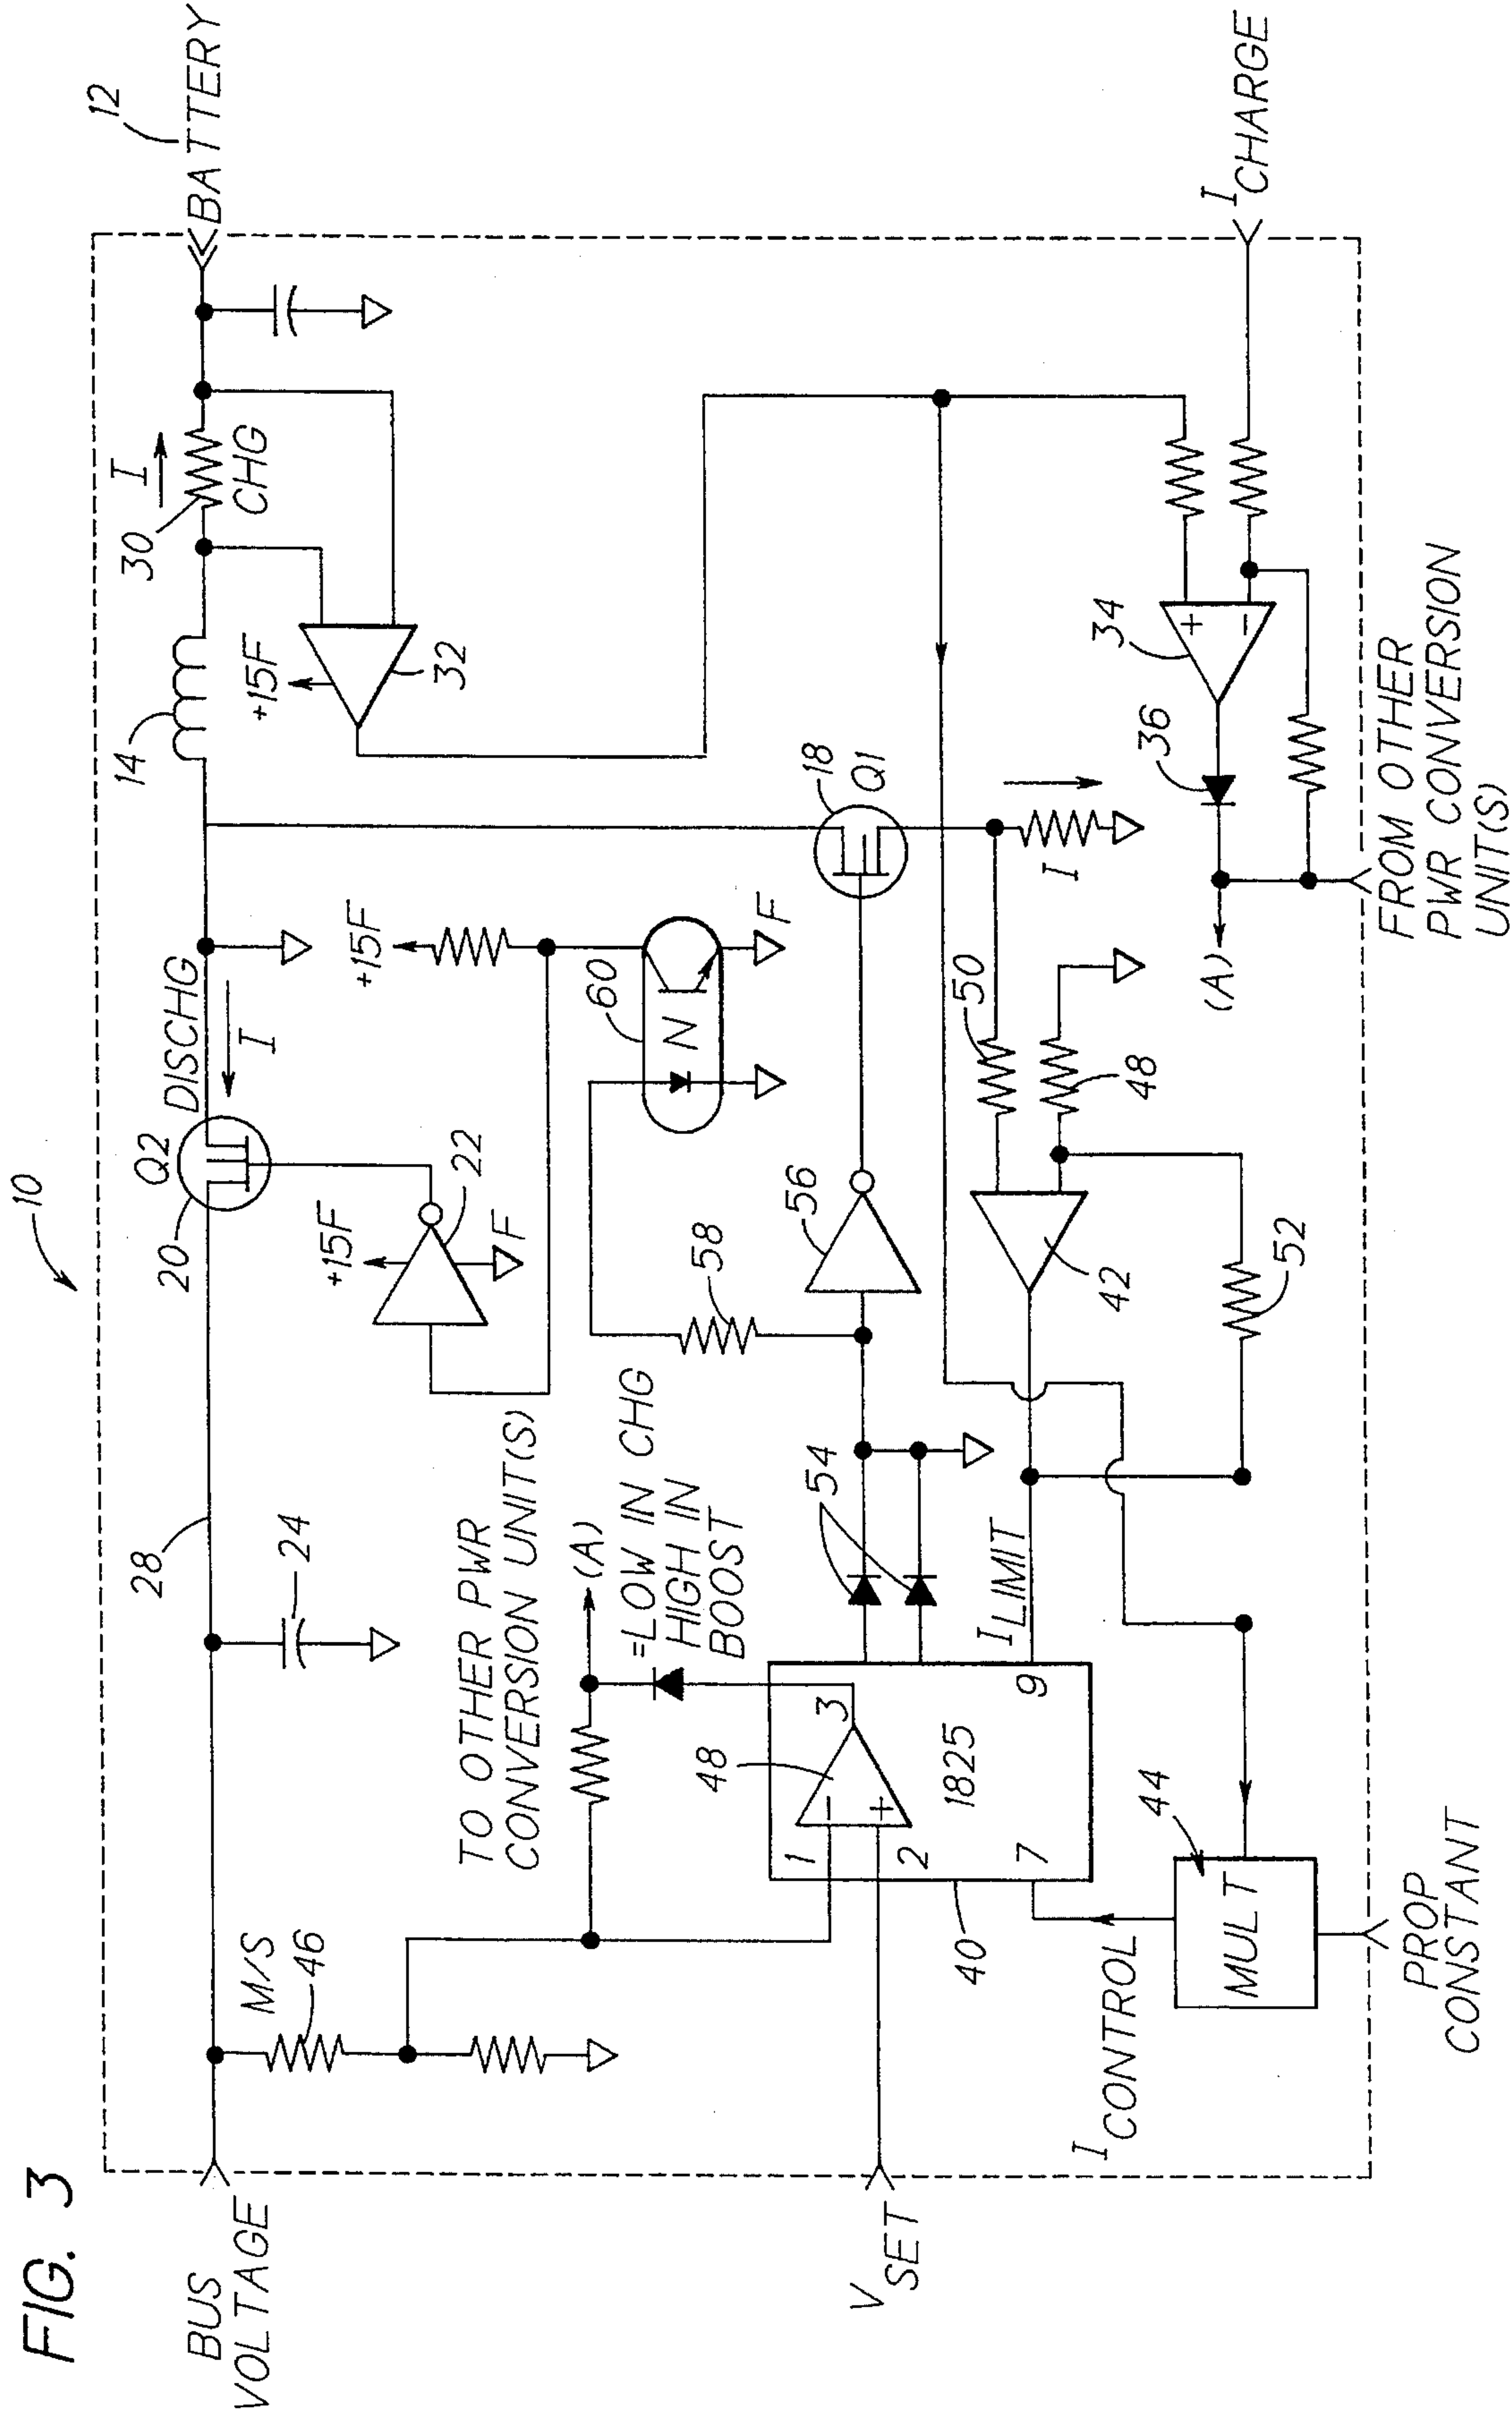 FIG. 3
10
BUS
VOLTAGE
28
24
M/S
46
20
Q2
DISCHG
I
+15F
22
F
14
30
I
CHG
12
BATTERY
+15F
32
+15F
60
N
F
TO OTHER PWR
CONVERSION UNIT(S)
(A)
=LOW IN CHG
HIGH IN
BOOST
58
56
18
Q1
I
54
48
3
1
2
1825
7
9
40
I LIMIT
42
50
48
52
V SET
I CONTROL
44
MULT
PROP
CONSTANT
34
+
−
36
(A)
FROM OTHER
PWR CONVERSION
UNIT(S)
I CHARGE
−
+